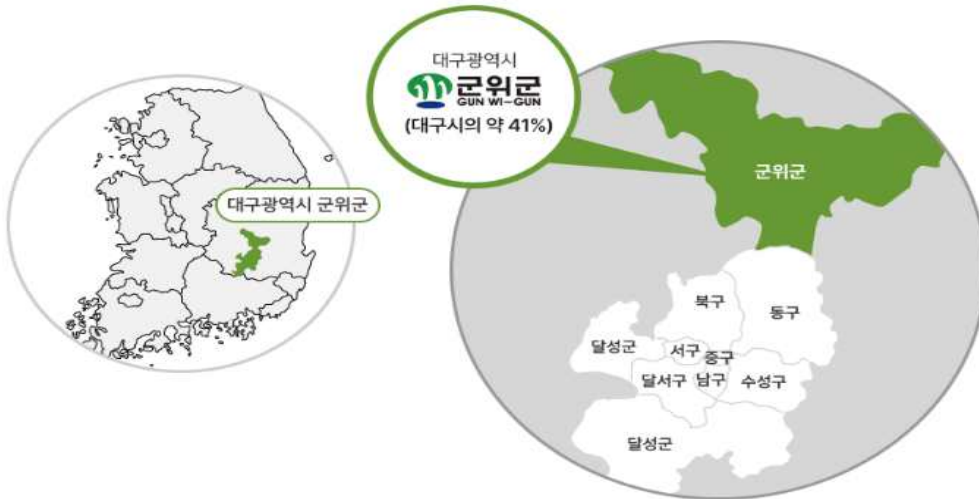 대구광역시 군위군
대구광역시
군위군
GUN WI-GUN
(대구시의 약 41%)
군위군
북구
동구
달성군
서구
중구
달서구
남구
수성구
달성군